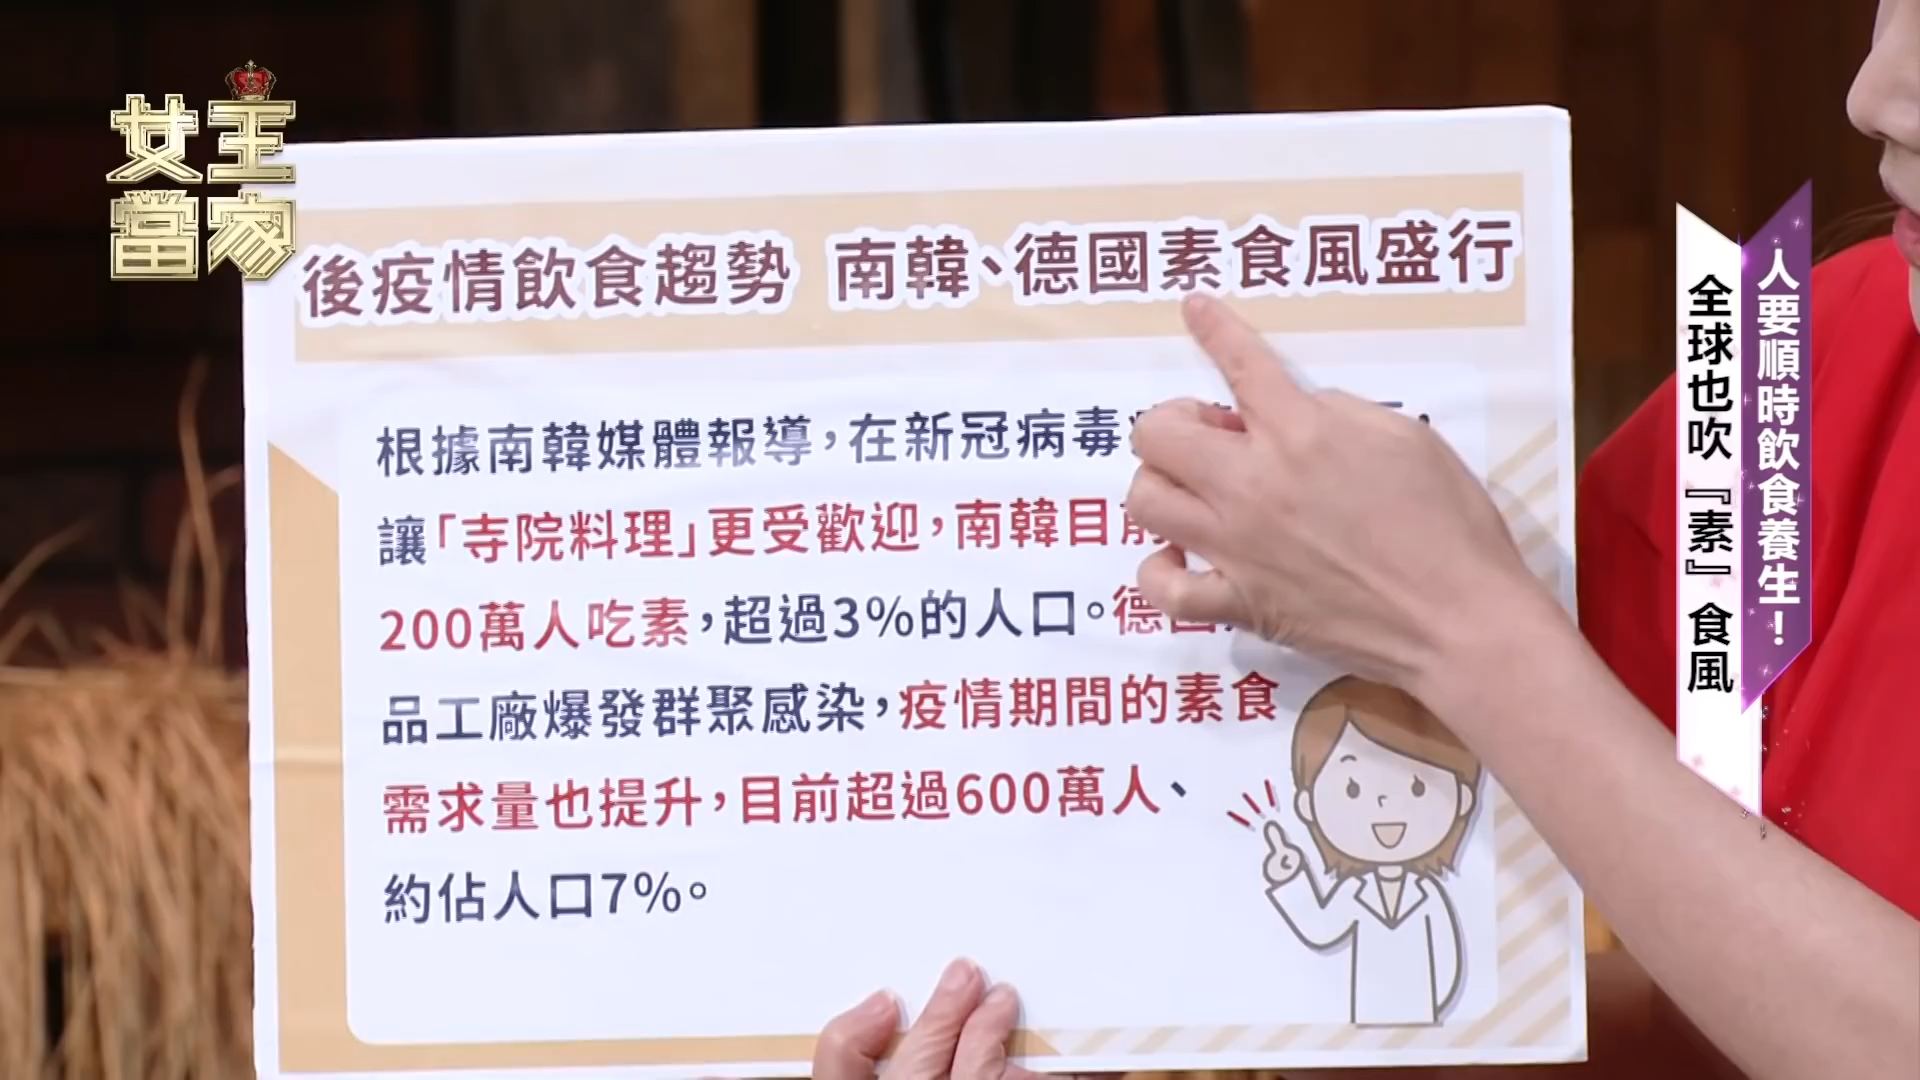 女王
當家
後疫情飲食趨勢 南韓、德國素食風盛行
根據南韓媒體報導，在新冠病毒
讓「寺院料理」更受歡迎，南韓目前
200萬人吃素，超過3%的人口。德國
品工廠爆發群聚感染，疫情期間的素食
需求量也提升，目前超過600萬人、
約佔人口7%。
人要順時飲食養生！
全球也吹『素』食風